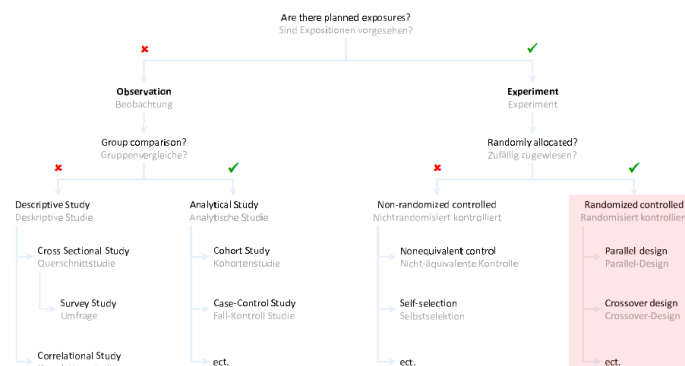 Are there planned exposures?
Sind Expositionen vorgesehen?
Observation
Beobachtung
Experiment
Experiment
Group comparison?
Gruppenvergleiche?
Randomly allocated?
Zufällig zugewiesen?
Descriptive Study
Deskriptive Studie
Analytical Study
Analytische Studie
Non-randomized controlled
Nichtrandomisiert kontrolliert
Randomized controlled
Randomisiert kontrolliert
Cross Sectional Study
Querschnittstudie
Cohort Study
Kohortenstudie
Nonequivalent control
Nicht-äquivalente Kontrolle
Parallel design
Parallel-Design
Survey Study
Umfrage
Case-Control Study
Fall-Kontroll Studie
Self-selection
Selbstselektion
Crossover design
Crossover-Design
Correlational Study
ect.
ect.
ect.